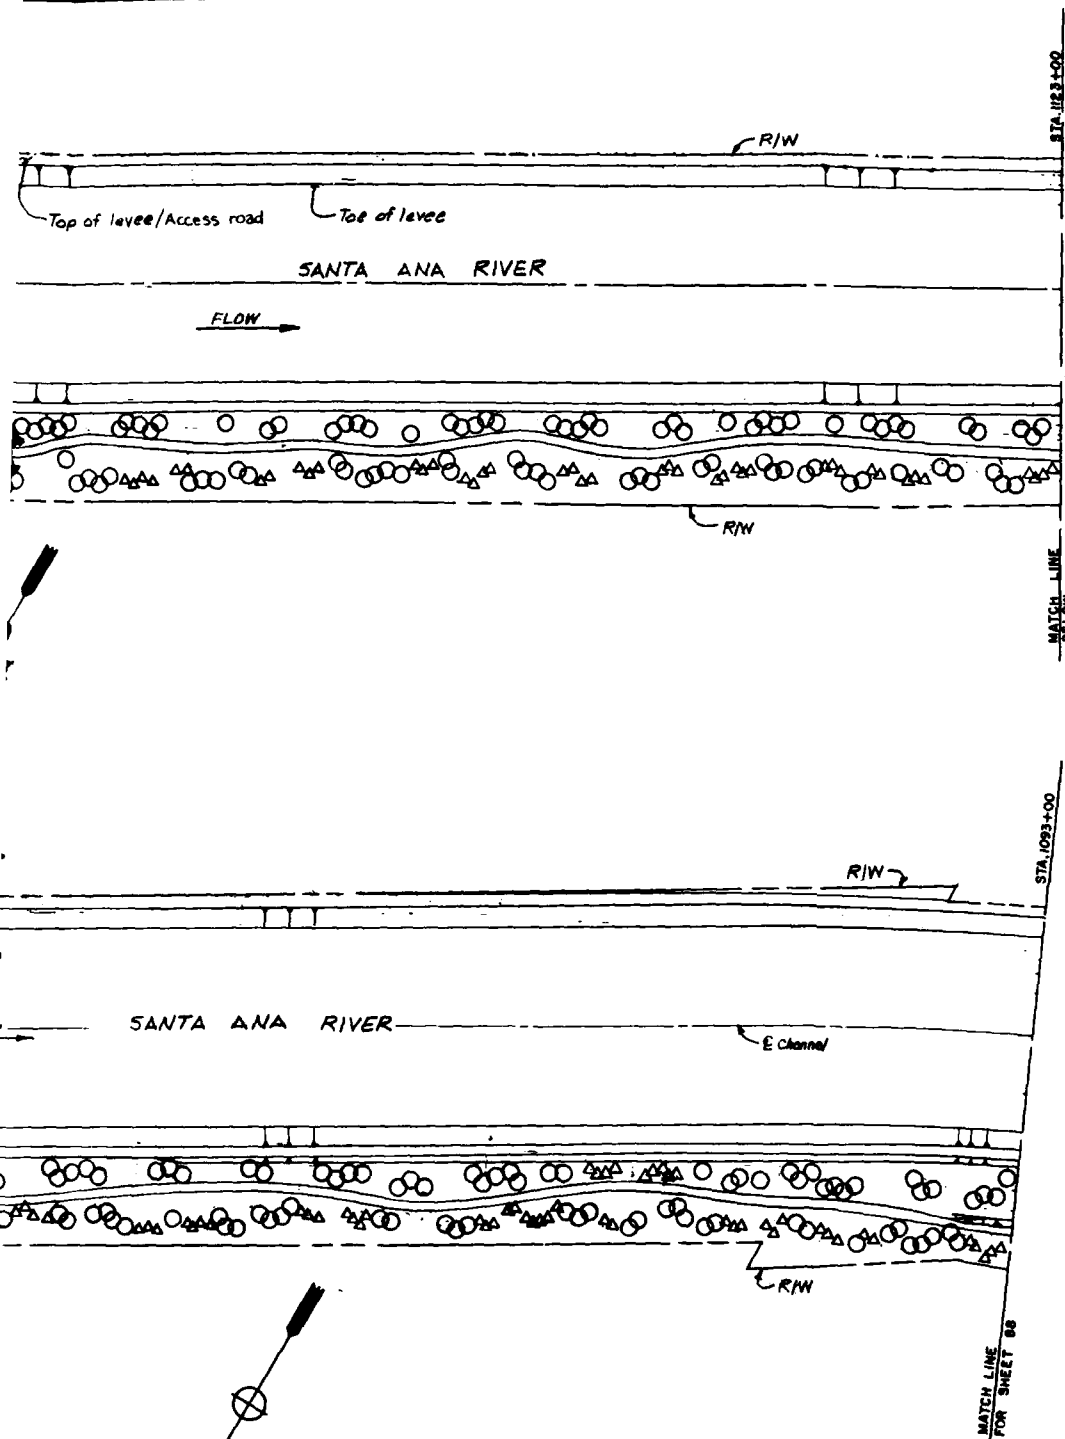 STA. 1123+00
R/W
Top of levee/Access road
Toe of levee
SANTA ANA RIVER
FLOW
R/W
MATCH LINE
STA. 1093+00
R/W
SANTA ANA RIVER
℄ Channel
R/W
MATCH LINE
FOR SHEET 88